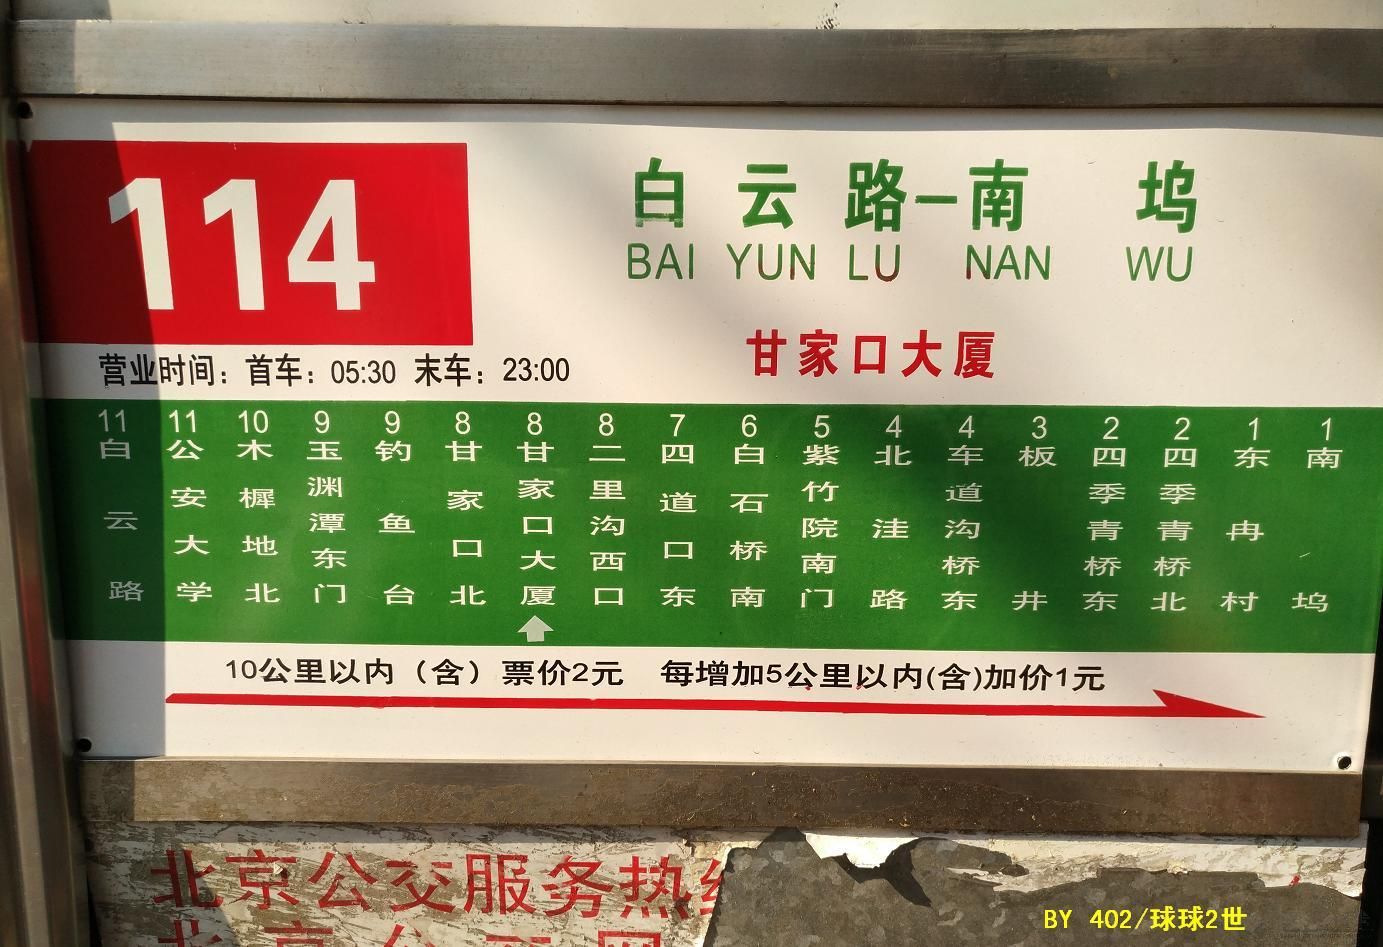 114
白云路—南 坞
BAI YUN LU NAN WU
甘家口大厦
营业时间：首车：05:30 末车：23:00
11 11 10 9 9 8 8 8 7 6 5 4 4 3 2 2 1 1
白云路
公安大学
木樨地北
玉渊潭东门
钓鱼台
甘家口北
甘家口大厦
二里沟西口
四道口东
白石桥南
紫竹院南门
北洼路
车道沟桥东
板井
四季青桥东
四季青桥北
东冉村
南坞
10公里以内（含）票价2元 每增加5公里以内(含)加价1元
北京公交服务热
BY 402/球球2世